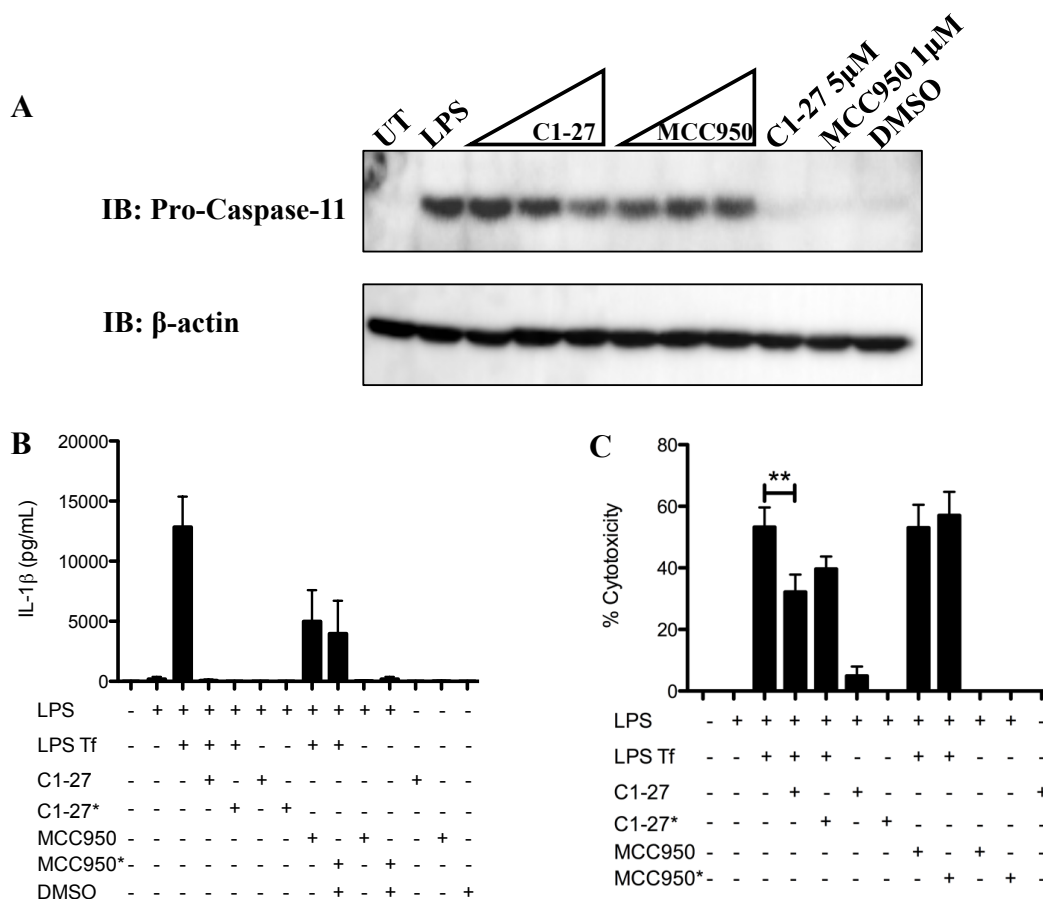 A
UT LPS C1-27 MCC950 C1-27 5μM MCC950 1μM DMSO
IB: Pro-Caspase-11
IB: β-actin
B
IL-1β (pg/mL)
20000
15000
10000
5000
0
LPS - + + + + + + + + + + - - -
LPS Tf - - + + + - - + + - - - - -
C1-27 - - - + - + - - - - - + - -
C1-27* - - - - + - + - - - - - - -
MCC950 - - - - - - - + - + - - + -
MCC950* - - - - - - - - + - + - - -
DMSO - - - - - - - - + - + - - +
C
% Cytotoxicity
80
60
40
20
0
**
LPS - + + + + + + + + + + -
LPS Tf - - + + + - - + + - - -
C1-27 - - - + - + - - - - - +
C1-27* - - - - + - + - - - - -
MCC950 - - - - - - - + - + - -
MCC950* - - - - - - - - + - + -